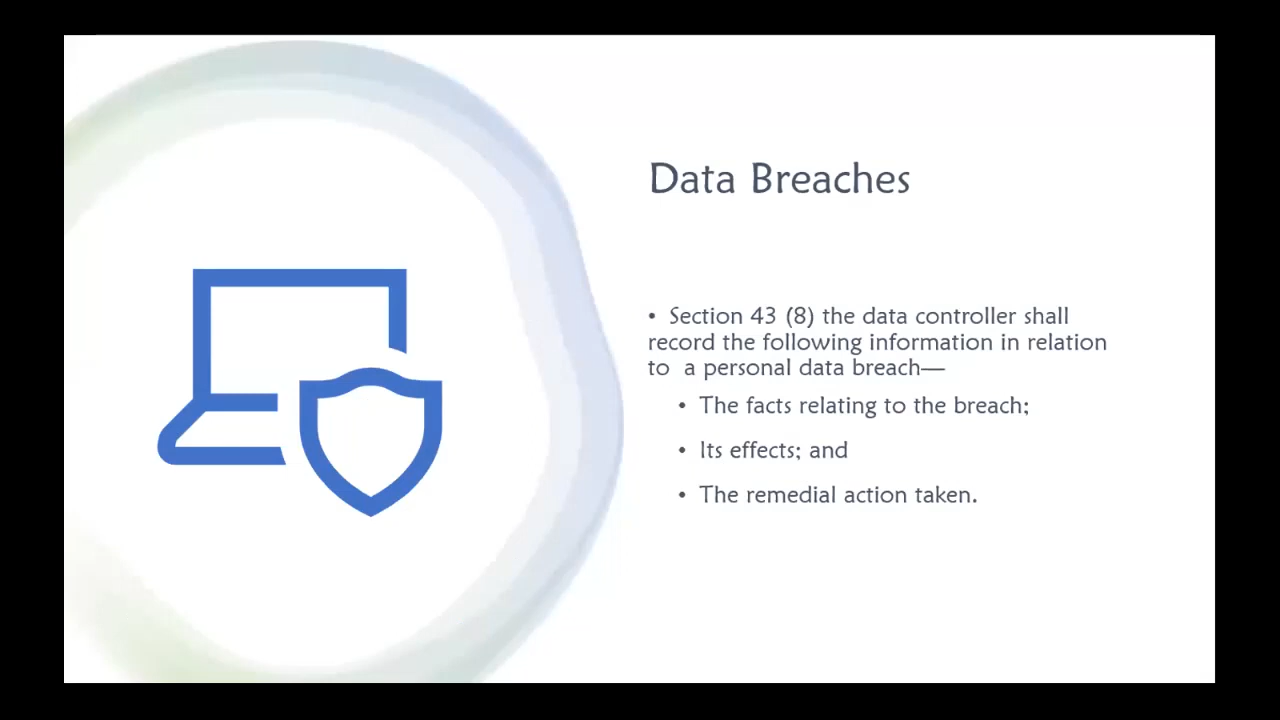 Data Breaches
• Section 43 (8) the data controller shall
record the following information in relation
to a personal data breach—
• The facts relating to the breach;
• Its effects; and
• The remedial action taken.